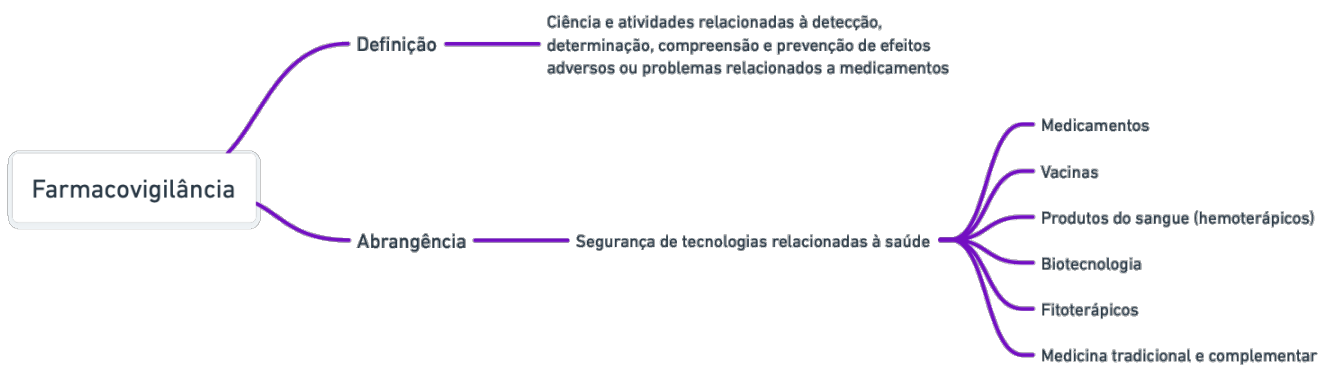 Farmacovigilância
Definição
Ciência e atividades relacionadas à detecção,
determinação, compreensão e prevenção de efeitos
adversos ou problemas relacionados a medicamentos
Abrangência
Segurança de tecnologias relacionadas à saúde
Medicamentos
Vacinas
Produtos do sangue (hemoterápicos)
Biotecnologia
Fitoterápicos
Medicina tradicional e complementar